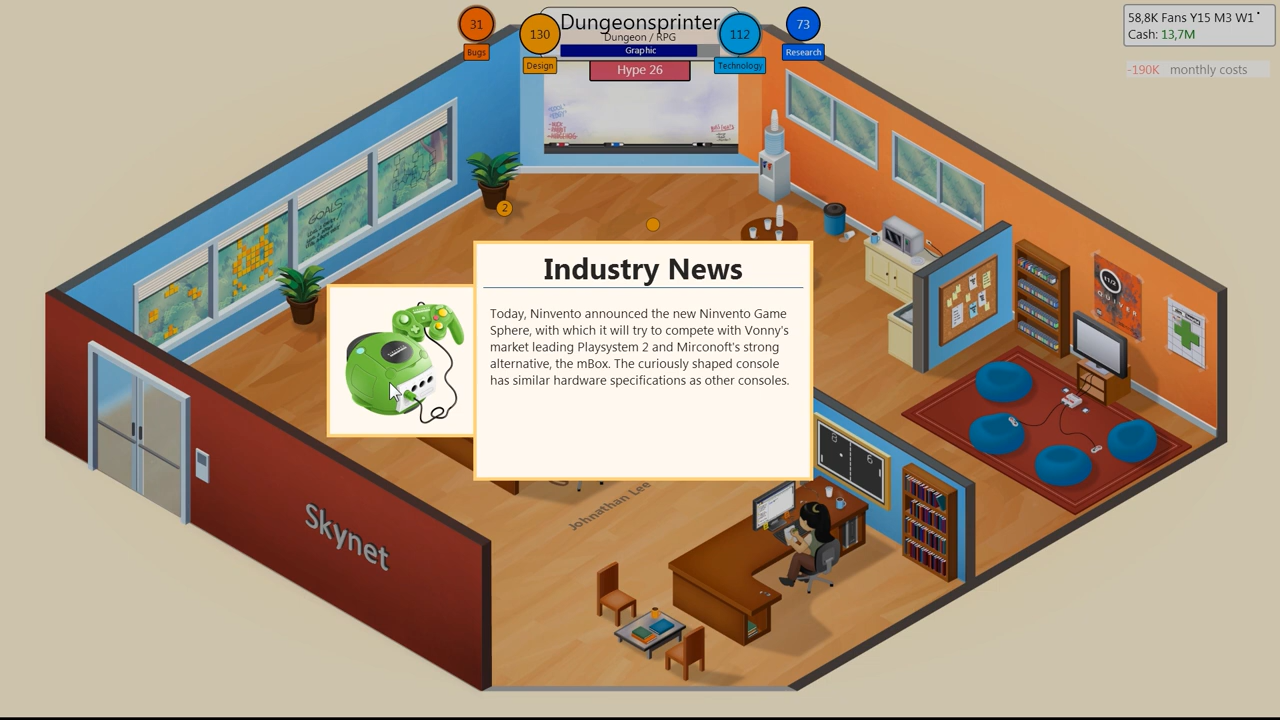 31
Bugs
130
Design
Dungeonsprinter
Dungeon / RPG
Graphic
Hype 26
112
Technology
73
Research
58,8K Fans Y15 M3 W1
Cash: 13,7M
-190K monthly costs
GOALS
2
Industry News
Today, Ninvento announced the new Ninvento Game
Sphere, with which it will try to compete with Vonny's
market leading Playsystem 2 and Mirconoft's strong
alternative, the mBox. The curiously shaped console
has similar hardware specifications as other consoles.
Johnathan Lee
Skynet